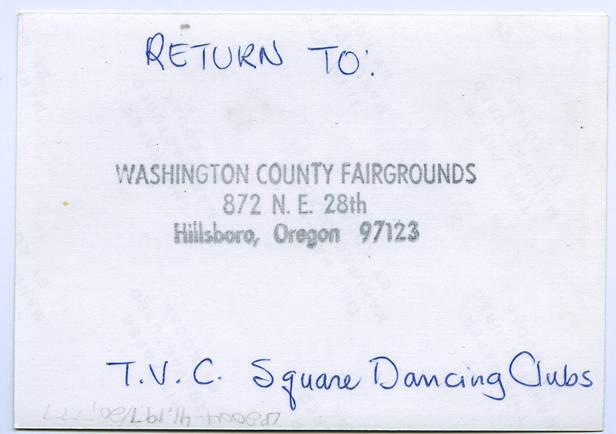 RETURN TO:
WASHINGTON COUNTY FAIRGROUNDS
872 N. E. 28th
Hillsboro, Oregon 97123
T.V.C. Square Dancing Clubs